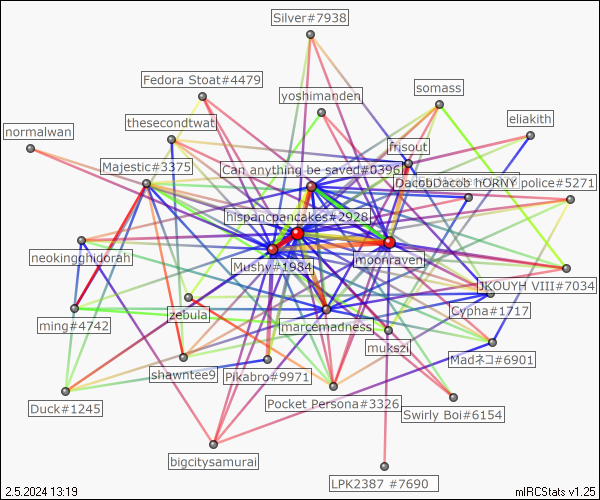 Silver#7938
Fedora Stoat#4479
yoshimanden
somass
eliakith
thesecondtwat
normalwan
frisout
Majestic#3375
Can anything be saved#0396
DacobDacob
hORNY police#5271
hispancpancakes#2928
neokingghidorah
Mushy#1984
moonraven
JKOUYH VIII#7034
zebula
Cypha#1717
ming#4742
marcemadness
mukszi
Madネコ#6901
shawntee9
Pikabro#9971
Duck#1245
Pocket Persona#3326
Swirly Boi#6154
bigcitysamurai
LPK2387 #7690
2.5.2024 13:19
mIRCStats v1.25